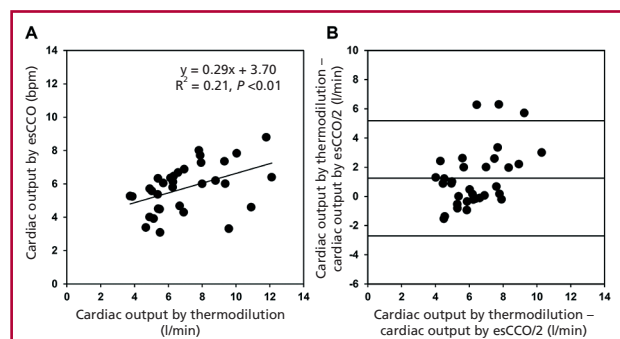 A
14
12
10
8
6
4
2
0
Cardiac output by esCCO (bpm)
y = 0.29x + 3.70
R² = 0.21, P <0.01
0 2 4 6 8 10 12 14
Cardiac output by thermodilution
(l/min)
B
10
8
6
4
2
0
-2
-4
-6
Cardiac output by thermodilution –
cardiac output by esCCO/2 (l/min)
0 2 4 6 8 10 12 14
Cardiac output by thermodilution –
cardiac output by esCCO/2 (l/min)